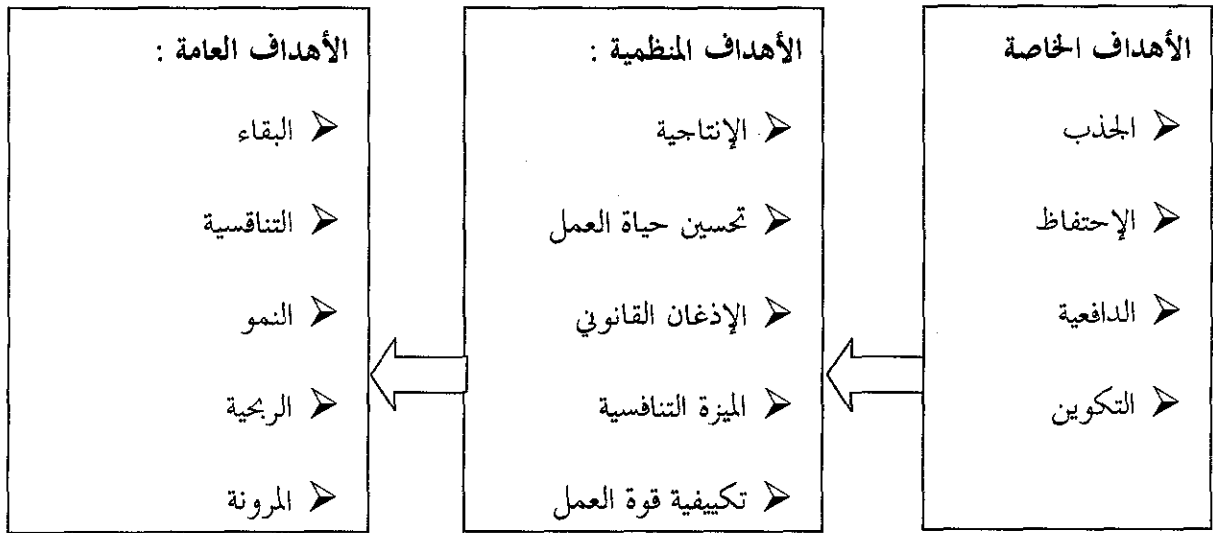 الأهداف الخاصة
الجذب
الإحتفاظ
الدافعية
التكوين
الأهداف المنظمية :
الإنتاجية
تحسين حياة العمل
الإذغان القانوني
الميزة التنافسية
تكييفية قوة العمل
الأهداف العامة :
البقاء
التناقسية
النمو
الربحية
المرونة